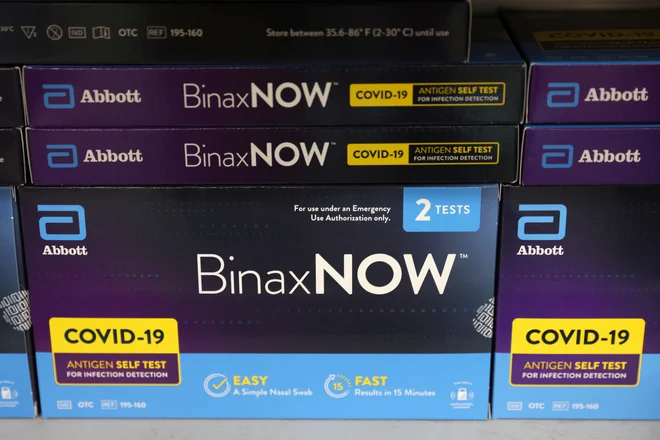 OTC REF 195-160
Store between 35.6-86° F (2-30° C) until use
Abbott
BinaxNOW™
COVID-19
ANTIGEN SELF TEST
FOR INFECTION DETECTION
Abbott
Abbott
BinaxNOW™
COVID-19
ANTIGEN SELF TEST
FOR INFECTION DETECTION
Abbott
Abbott
For use under an Emergency
Use Authorization only.
2 TESTS
BinaxNOW™
COVID-19
ANTIGEN SELF TEST
FOR INFECTION DETECTION
EASY
A Simple Nasal Swab
15
FAST
Results in 15 Minutes
IVD OTC REF 195-160
Abbott
COVID-19
ANTIGEN SELF TEST
FOR INFECTION DETECTION
IVD OTC REF 195-160